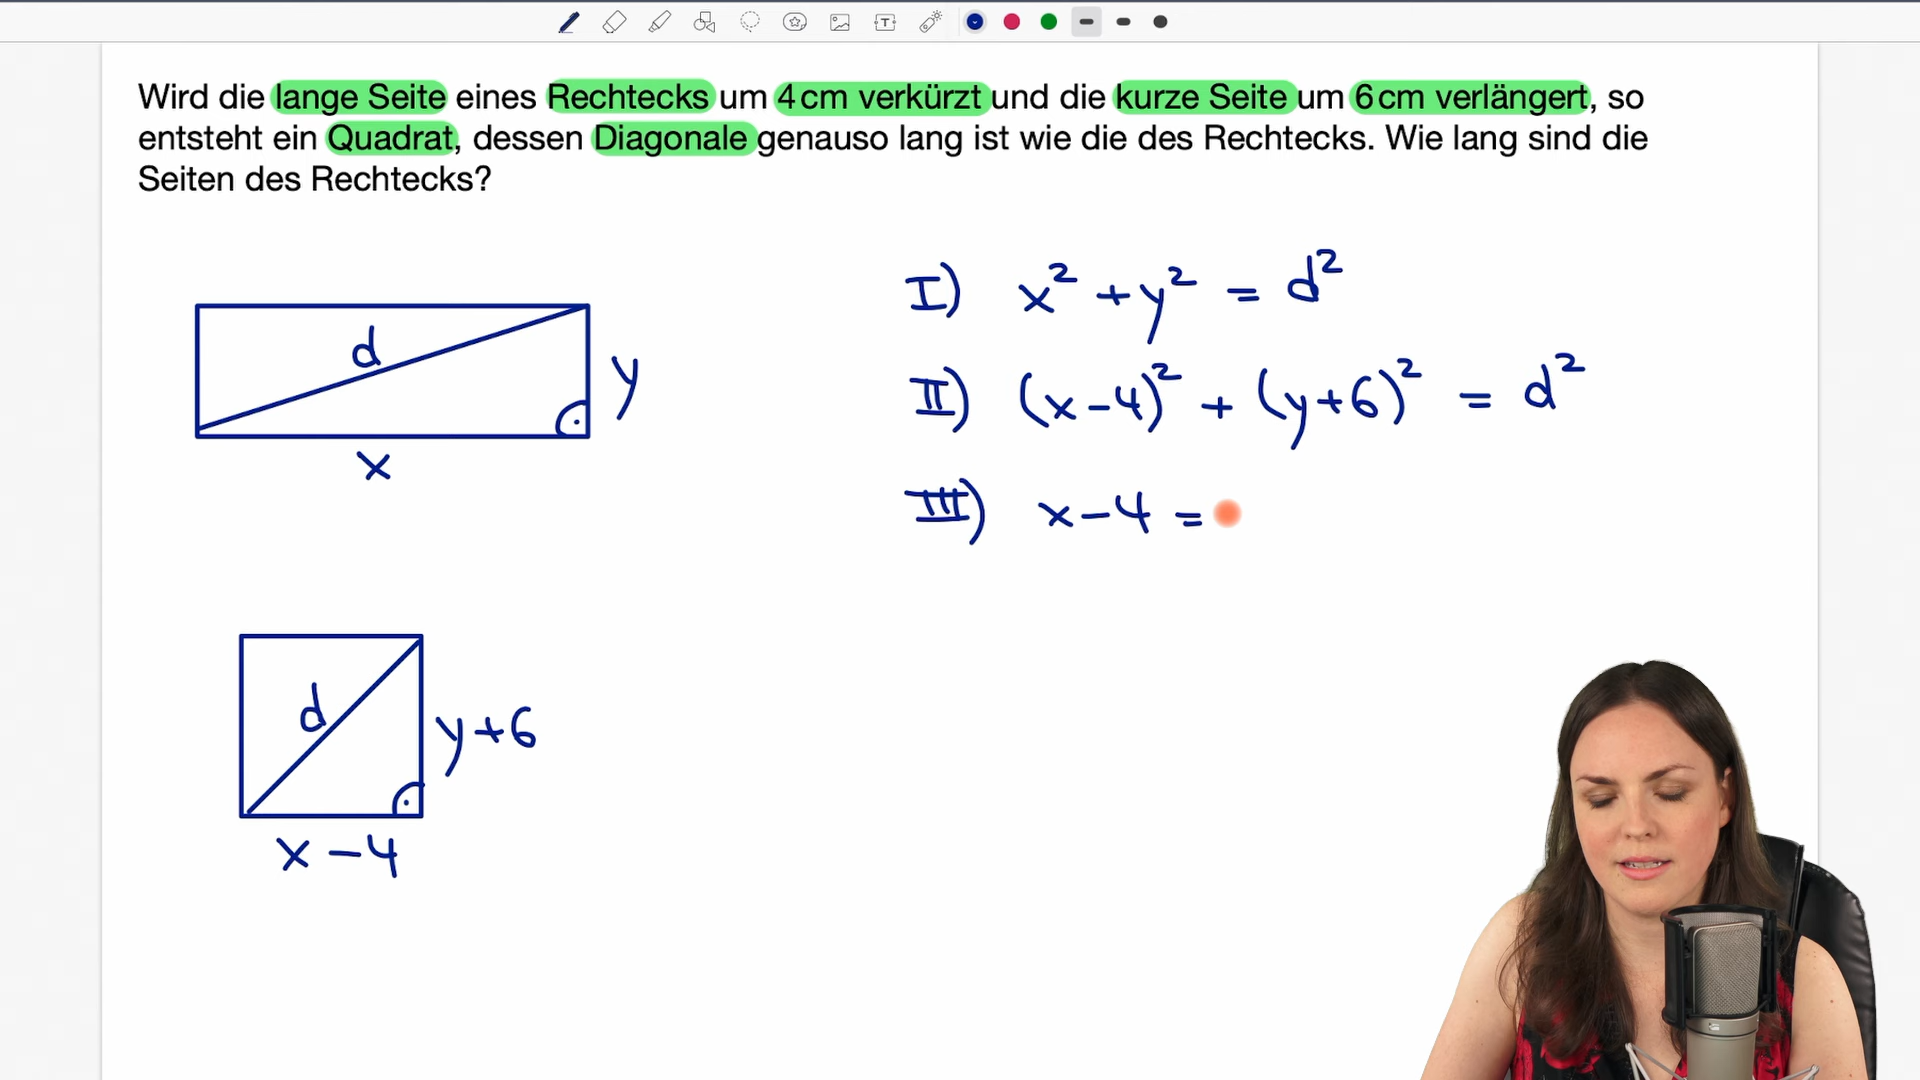 Wird die lange Seite eines Rechtecks um 4 cm verkürzt und die kurze Seite um 6 cm verlängert, so
entsteht ein Quadrat, dessen Diagonale genauso lang ist wie die des Rechtecks. Wie lang sind die
Seiten des Rechtecks?
I) x² + y² = d²
d
y
II) (x-4)² + (y+6)² = d²
x
III) x-4 =
d
y+6
x-4